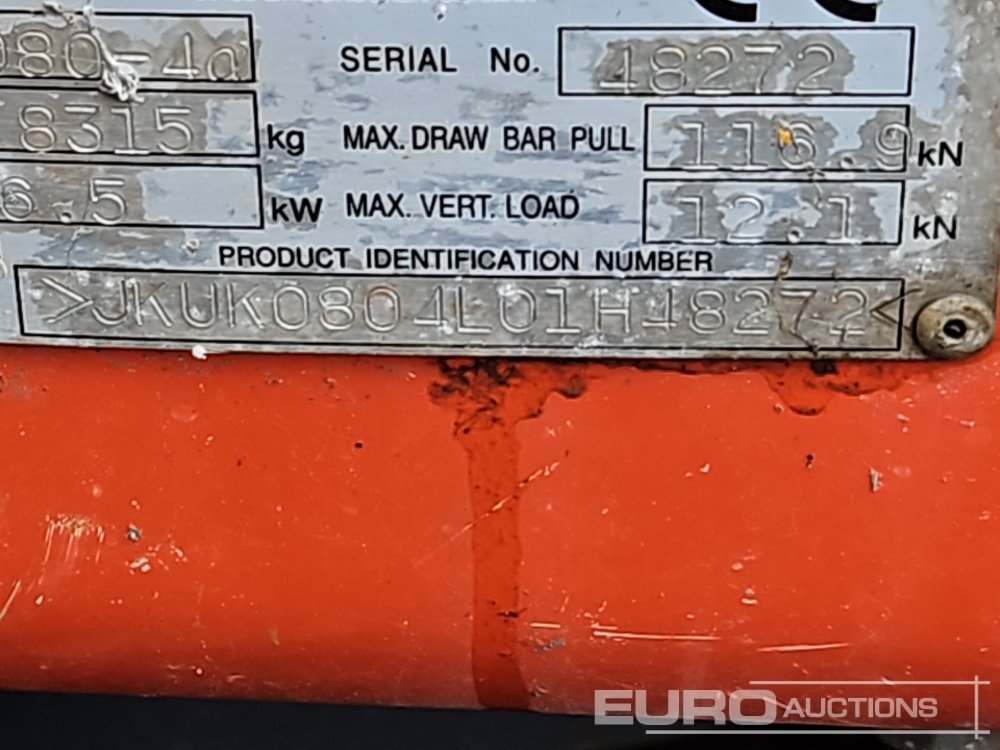 080-4α SERIAL No. 48272
8315 kg MAX. DRAW BAR PULL 116.9 kN
6.5 kW MAX. VERT. LOAD 12.1 kN
PRODUCT IDENTIFICATION NUMBER
>JKUK0804L01H48272<
EURO AUCTIONS